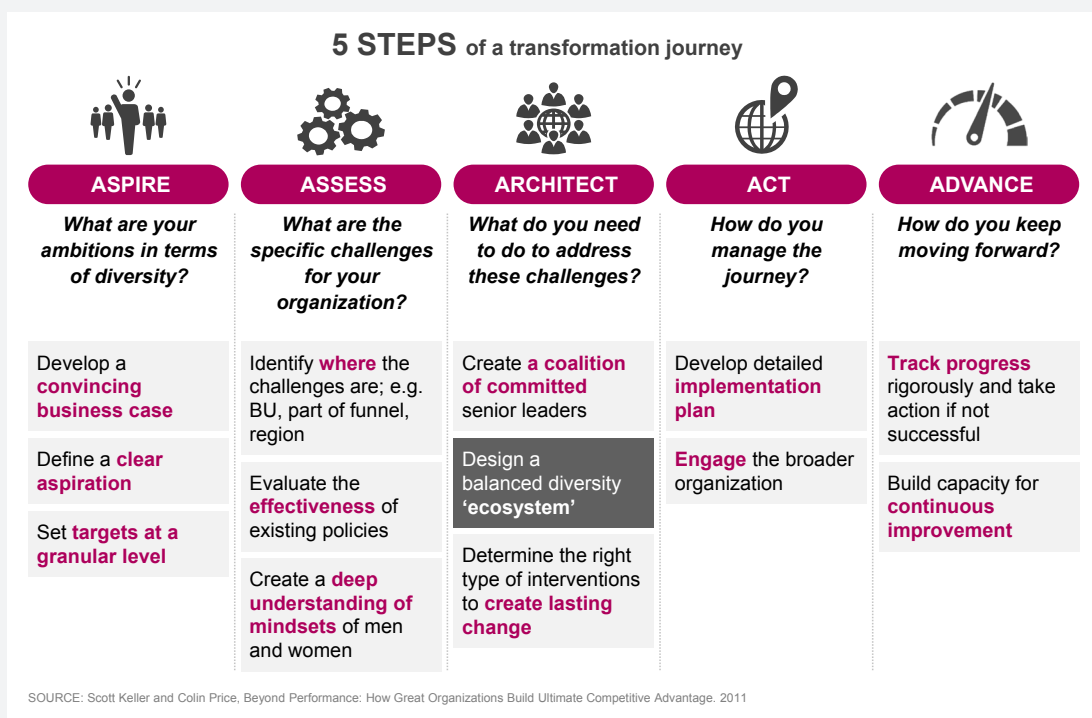 5 STEPS of a transformation journey
ASPIRE
What are your
ambitions in terms
of diversity?
Develop a
convincing
business case
Define a clear
aspiration
Set targets at a
granular level
ASSESS
What are the
specific challenges
for your
organization?
Identify where the
challenges are; e.g.
BU, part of funnel,
region
Evaluate the
effectiveness of
existing policies
Create a deep
understanding of
mindsets of men
and women
ARCHITECT
What do you need
to do to address
these challenges?
Create a coalition
of committed
senior leaders
Design a
balanced diversity
‘ecosystem’
Determine the right
type of interventions
to create lasting
change
ACT
How do you
manage the
journey?
Develop detailed
implementation
plan
Engage the broader
organization
ADVANCE
How do you keep
moving forward?
Track progress
rigorously and take
action if not
successful
Build capacity for
continuous
improvement
SOURCE: Scott Keller and Colin Price, Beyond Performance: How Great Organizations Build Ultimate Competitive Advantage. 2011